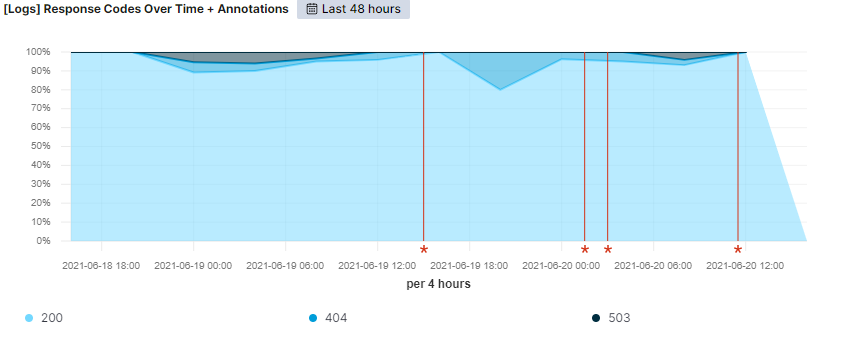 [Logs] Response Codes Over Time + Annotations Last 48 hours
100%
90%
80%
70%
60%
50%
40%
30%
20%
10%
0%
* * * *
2021-06-18 18:00 2021-06-19 00:00 2021-06-19 06:00 2021-06-19 12:00 2021-06-19 18:00 2021-06-20 00:00 2021-06-20 06:00 2021-06-20 12:00
per 4 hours
200 404 503